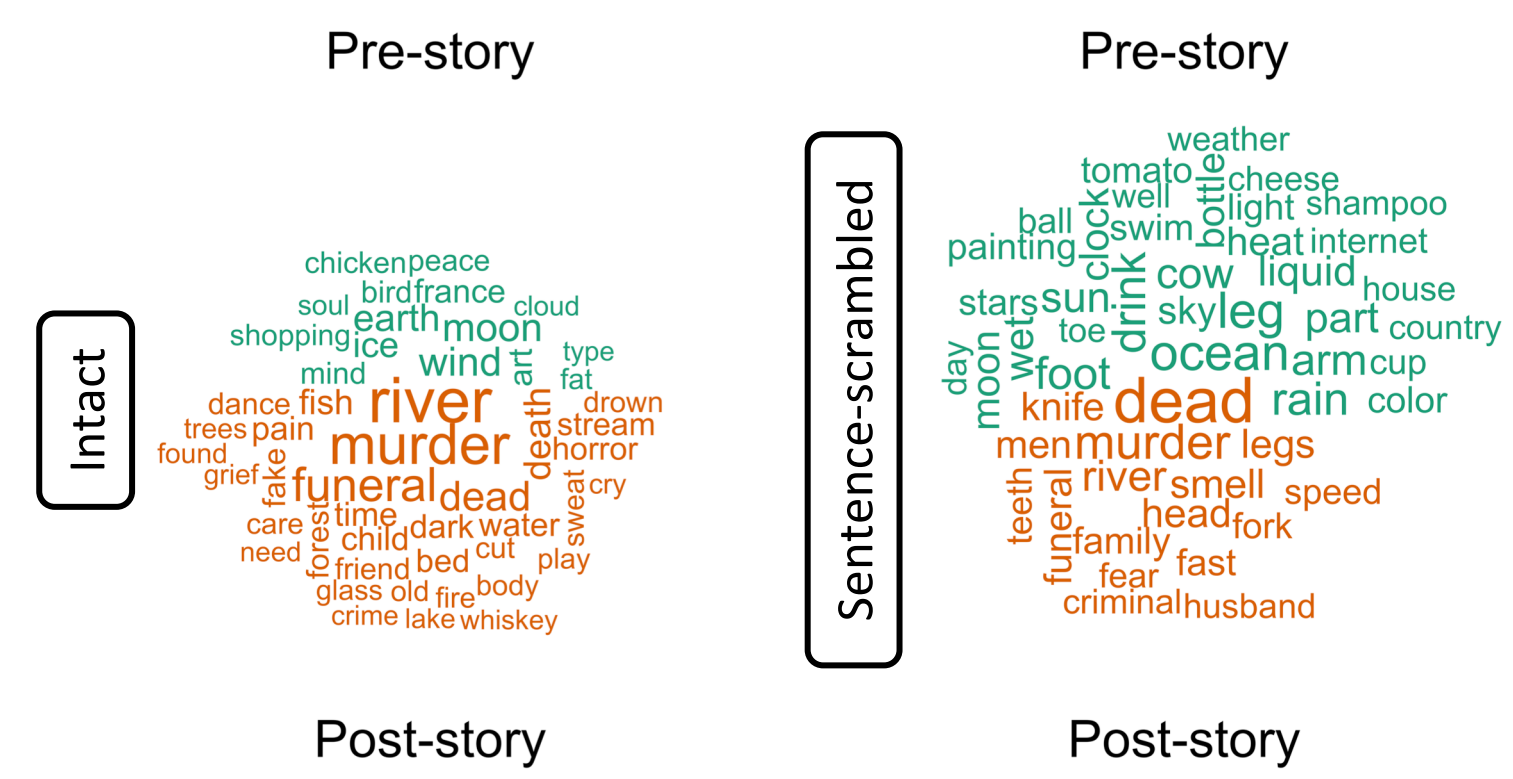 Pre-story
Intact
chicken peace
bird france
soul cloud
earth moon
shopping ice
wind art type
mind fat
river
dance fish death drown
trees pain stream
murder
found horror
grief fake
funeral dead sweat cry
time
care forest child dark water
need cut
friend bed play
glass old fire body
crime lake whiskey
Post-story
Pre-story
Sentence-scrambled
weather
tomato bottle cheese
well light shampoo
ball clock swim
painting heat internet
cow liquid
drink house
stars sun sky leg part
toe country
day moon wet ocean arm cup
foot
rain color
knife dead
men murder legs
river smell speed
teeth funeral head fork
family
fear fast
criminal husband
Post-story